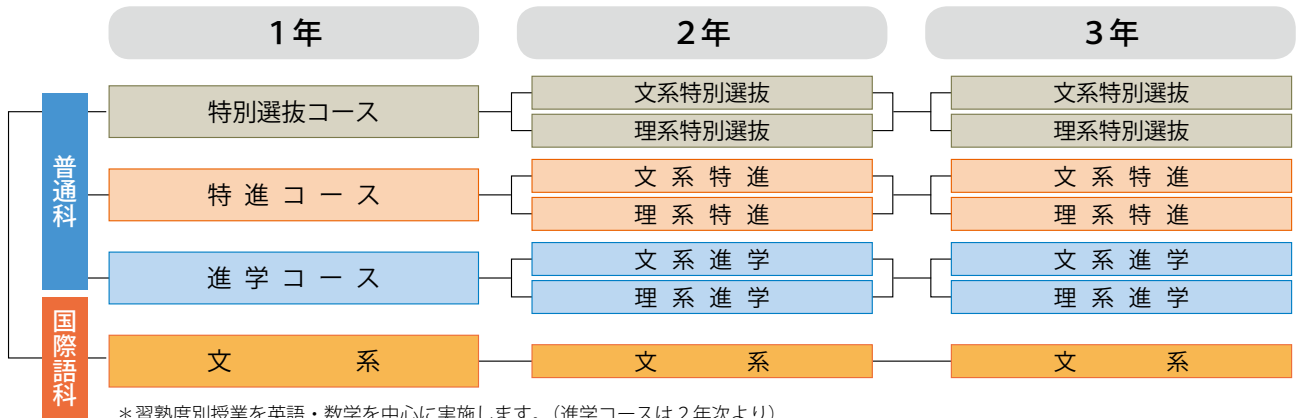 1年
2年
3年
普通科
特別選抜コース
文系特別選抜
理系特別選抜
文系特別選抜
理系特別選抜
特進コース
文系特進
理系特進
文系特進
理系特進
進学コース
文系進学
理系進学
文系進学
理系進学
国際語科
文系
文系
文系
＊習熟度別授業を英語・数学を中心に実施します。（進学コースは２年次より）